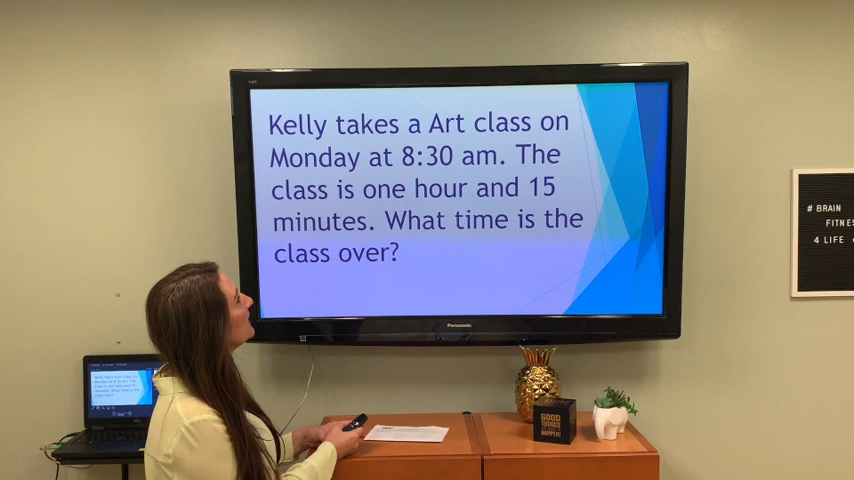 Kelly takes a Art class on
Monday at 8:30 am. The
class is one hour and 15
minutes. What time is the
class over?
Panasonic
# BRAIN
FITNES
4 LIFE
GOOD
THINGS
HAPPEN!